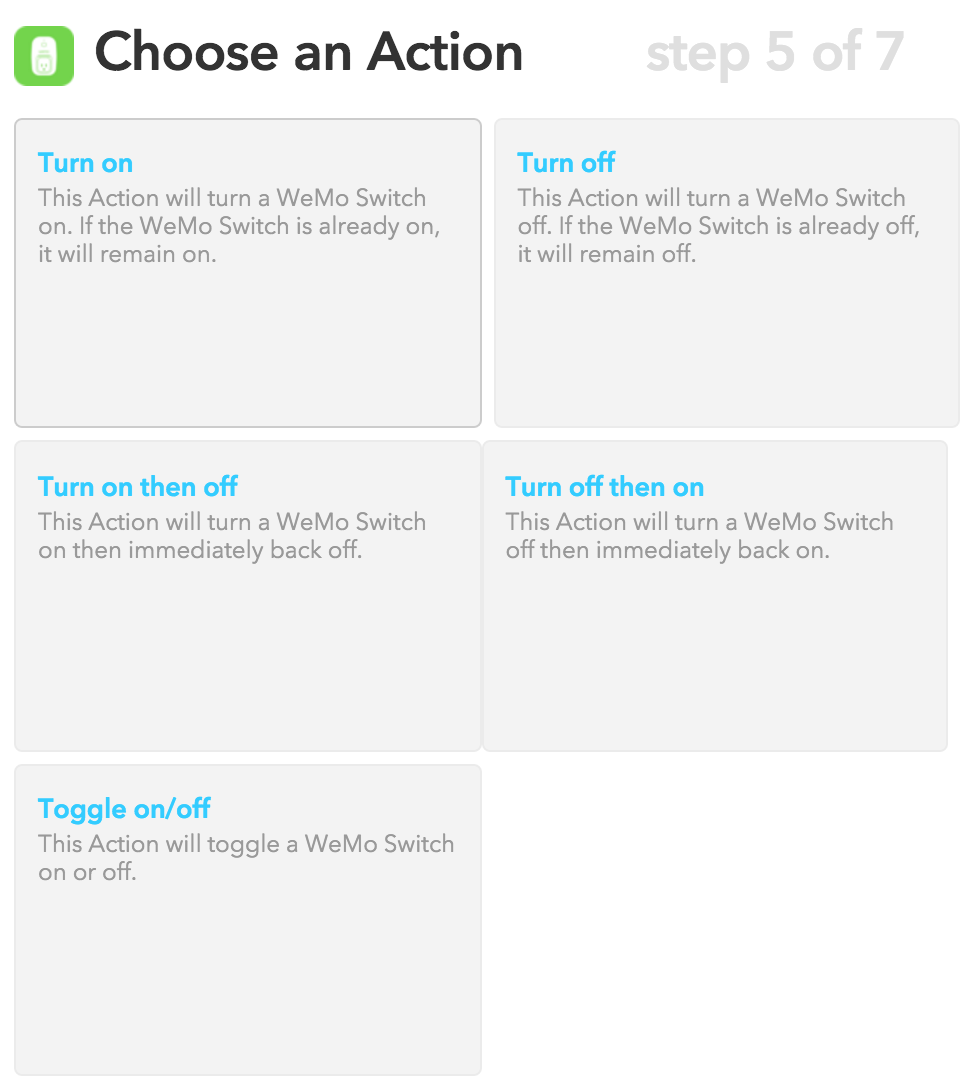 Choose an Action
step 5 of 7
Turn on
This Action will turn a WeMo Switch
on. If the WeMo Switch is already on,
it will remain on.
Turn off
This Action will turn a WeMo Switch
off. If the WeMo Switch is already off,
it will remain off.
Turn on then off
This Action will turn a WeMo Switch
on then immediately back off.
Turn off then on
This Action will turn a WeMo Switch
off then immediately back on.
Toggle on/off
This Action will toggle a WeMo Switch
on or off.